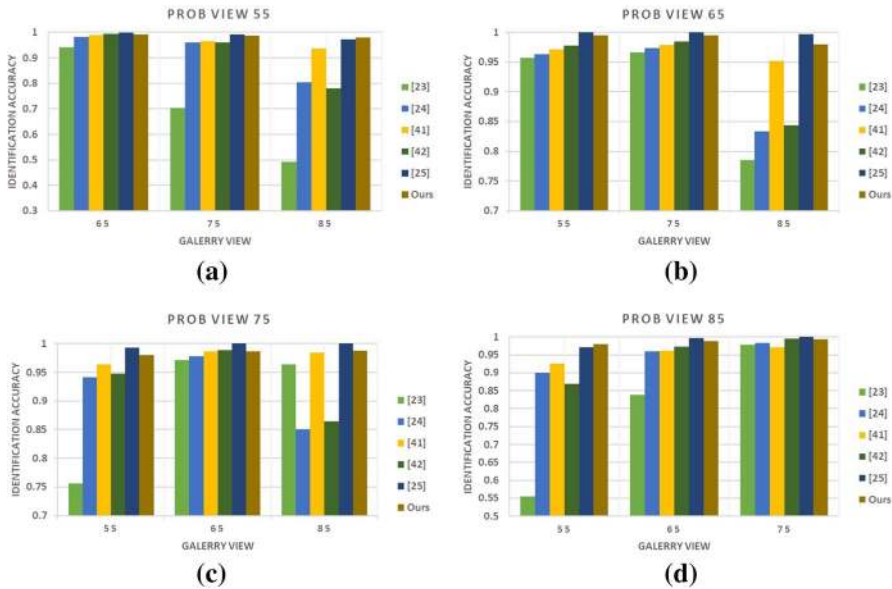 PROB VIEW 55
IDENTIFICATION ACCURACY
1
0.9
0.8
0.7
0.6
0.5
0.4
0.3
65 75 85
GALERRY VIEW
[23]
[24]
[41]
[42]
[25]
Ours
(a)
PROB VIEW 65
IDENTIFICATION ACCURACY
1
0.95
0.9
0.85
0.8
0.75
0.7
55 75 85
GALERRY VIEW
[23]
[24]
[41]
[42]
[25]
Ours
(b)
PROB VIEW 75
IDENTIFICATION ACCURACY
1
0.95
0.9
0.85
0.8
0.75
0.7
55 65 85
GALERRY VIEW
[23]
[24]
[41]
[42]
[25]
Ours
(c)
PROB VIEW 85
IDENTIFICATION ACCURACY
1
0.95
0.9
0.85
0.8
0.75
0.7
0.65
0.6
0.55
0.5
55 65 75
GALERRY VIEW
[23]
[24]
[41]
[42]
[25]
Ours
(d)